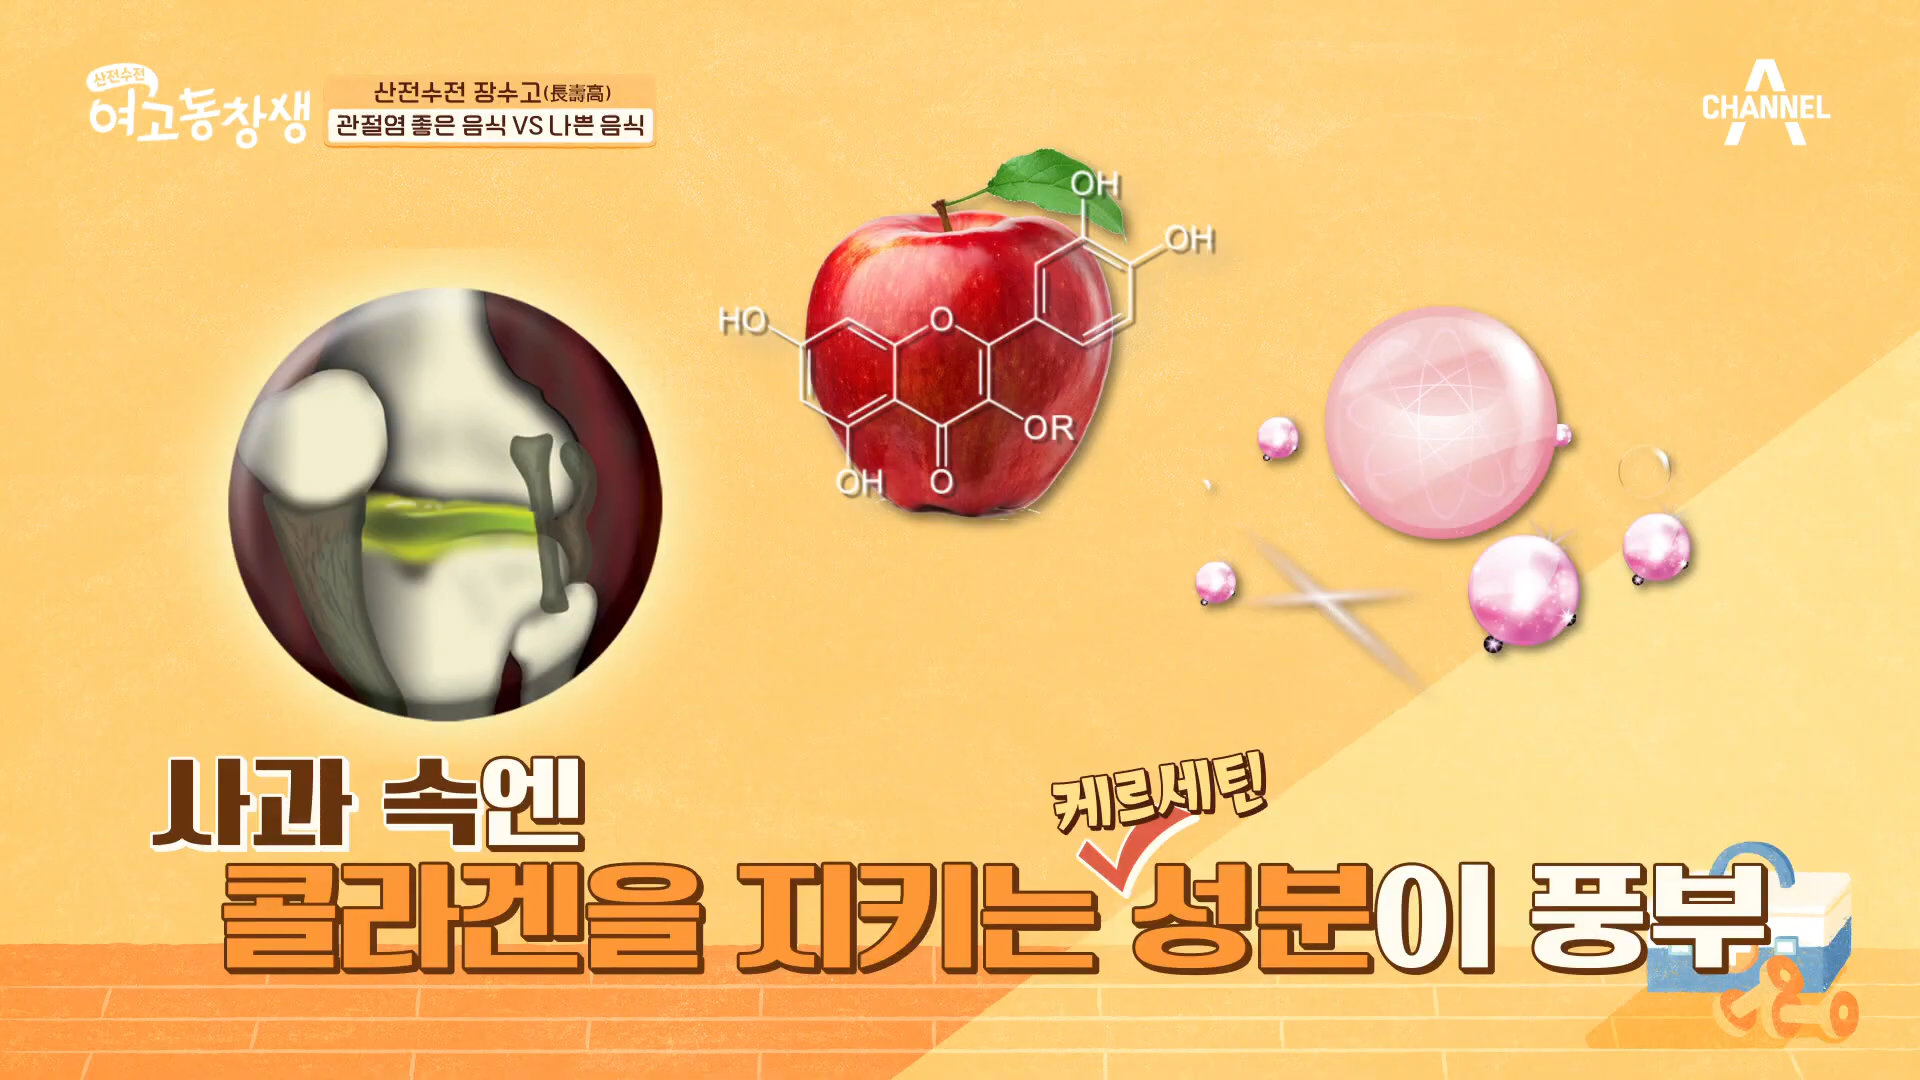 산전수전
여고동창생
산전수전 장수고(長壽高)
관절염 좋은 음식 VS 나쁜 음식
CHANNEL A
OH
OH
HO
O
OR
OH
O
사과 속엔
케르세틴
콜라겐을 지키는 성분이 풍부